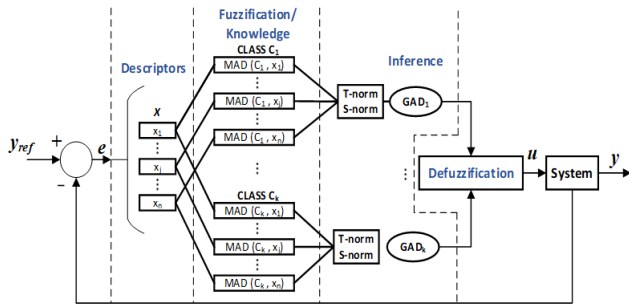 Fuzzification/
Knowledge
Descriptors
Inference
CLASS C1
MAD (C1 , x1)
⋮
MAD (C1 , xj)
⋮
MAD (C1 , xn)
⋮
CLASS Ck
MAD (Ck , x1)
⋮
MAD (Ck , xj)
⋮
MAD (Ck , xn)
X
x1
⋮
xj
⋮
xn
yref
+
−
e
T-norm
S-norm
GAD1
⋮
T-norm
S-norm
GADk
Defuzzification
u
System
y